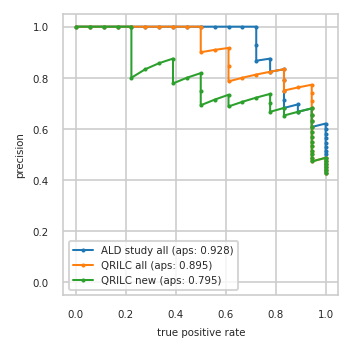 1.0
0.8
0.6
0.4
0.2
0.0
precision
ALD study all (aps: 0.928)
QRILC all (aps: 0.895)
QRILC new (aps: 0.795)
0.0 0.2 0.4 0.6 0.8 1.0
true positive rate